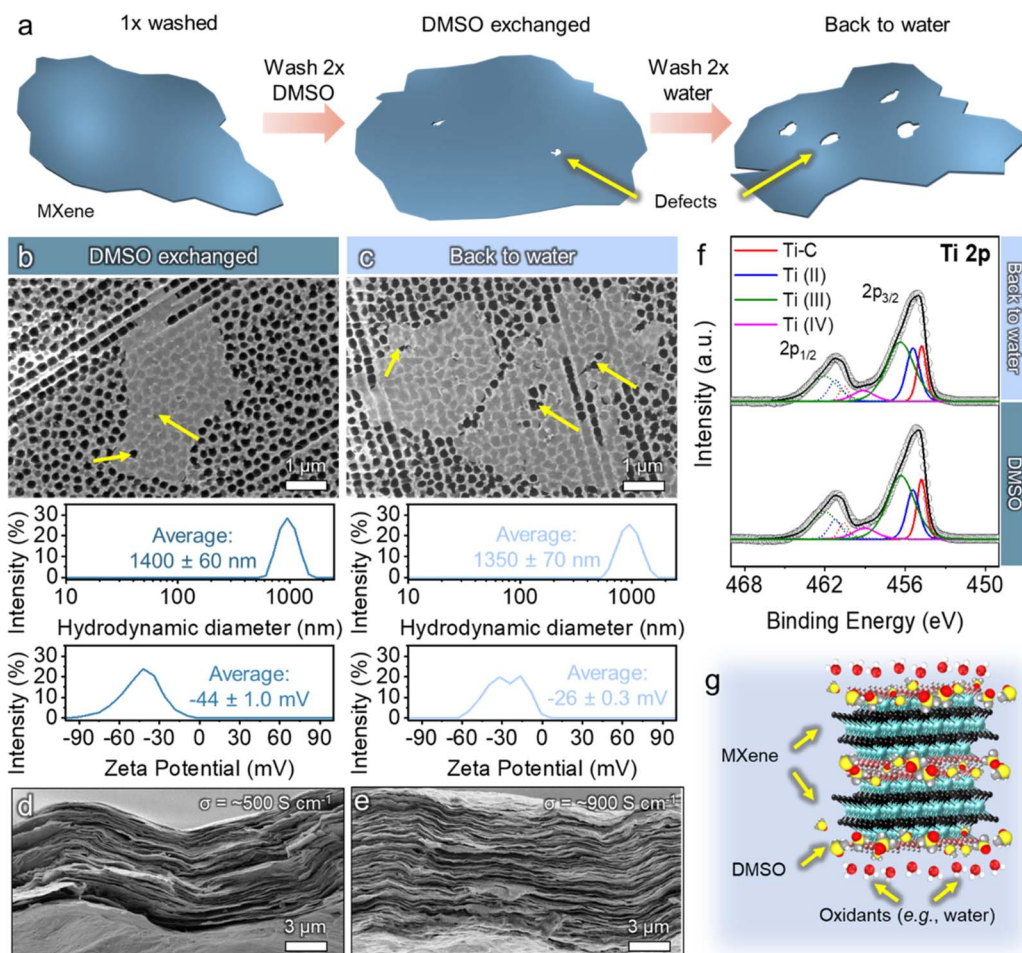 a
1x washed
DMSO exchanged
Back to water
Wash 2x
DMSO
Wash 2x
water
MXene
Defects
b
DMSO exchanged
1 µm
c
Back to water
1 µm
Intensity (%)
30
20
10
0
Average:
1400 ± 60 nm
10
100
1000
Hydrodynamic diameter (nm)
Intensity (%)
30
20
10
0
Average:
1350 ± 70 nm
10
100
1000
Hydrodynamic diameter (nm)
Intensity (%)
30
20
10
0
Average:
-44 ± 1.0 mV
-90 -60 -30 0 30 60 90
Zeta Potential (mV)
Intensity (%)
30
20
10
0
Average:
-26 ± 0.3 mV
-90 -60 -30 0 30 60 90
Zeta Potential (mV)
d
σ = ~500 S cm⁻¹
3 µm
e
σ = ~900 S cm⁻¹
3 µm
f
Ti-C
Ti (II)
Ti (III)
Ti (IV)
Ti 2p
2p3/2
2p1/2
Back to water
DMSO
Intensity (a.u.)
468 462 456 450
Binding Energy (eV)
g
MXene
DMSO
Oxidants (e.g., water)